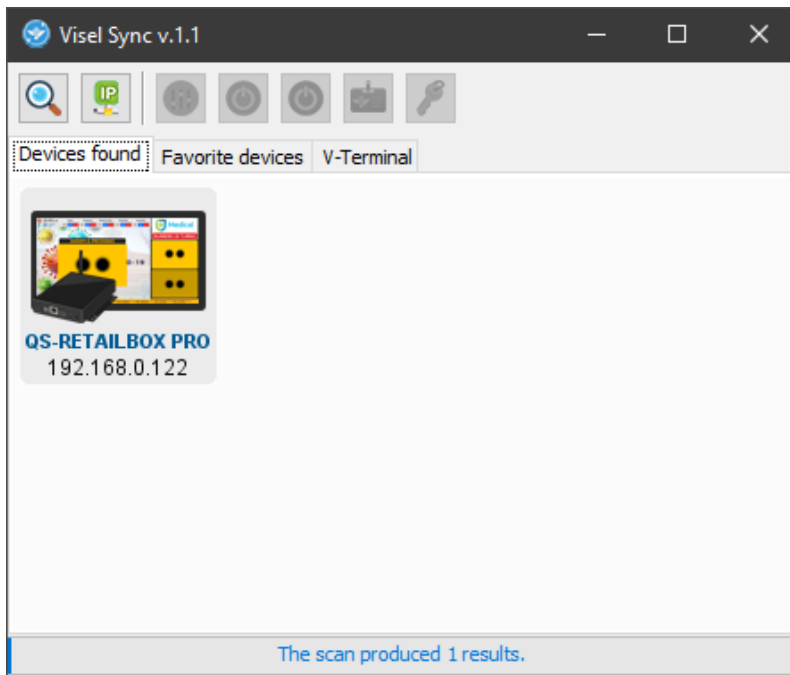 Visel Sync v.1.1
IP
Devices found
Favorite devices
V-Terminal
Medical
QS-RETAILBOX PRO
192.168.0.122
The scan produced 1 results.